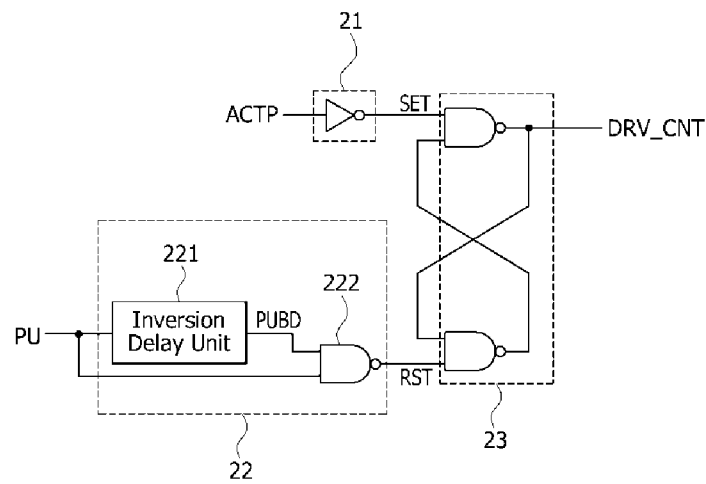 21
ACTP
SET
DRV_CNT
221
222
PU
Inversion
Delay Unit
PUBD
RST
22
23